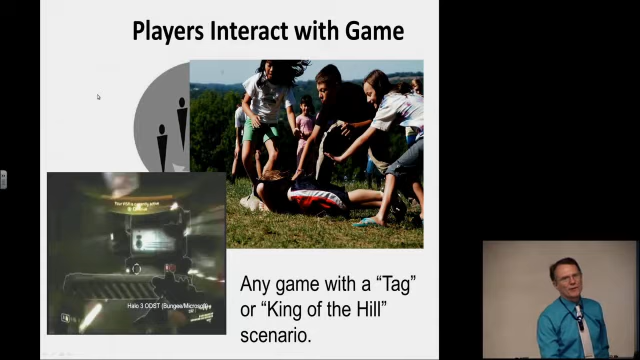 Players Interact with Game
Halo 3 ODST (Bungee/Microsoft)
Any game with a “Tag”
or “King of the Hill”
scenario.